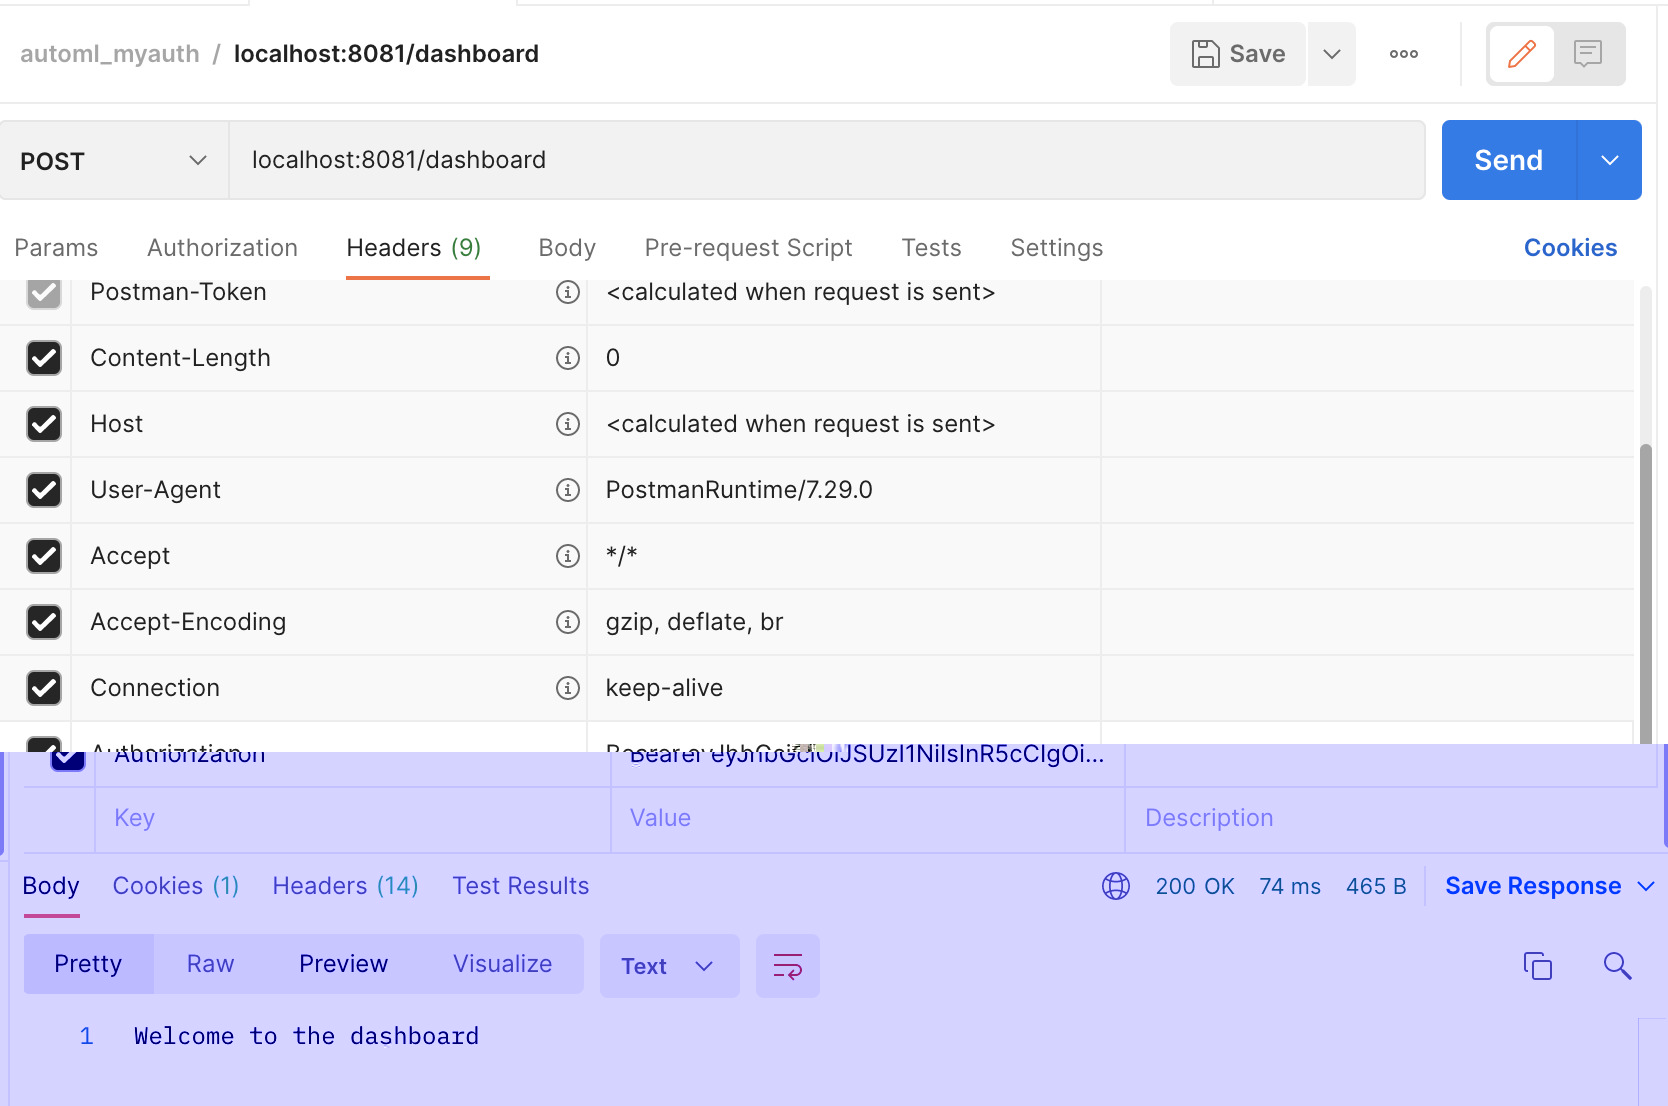 automl_myauth / localhost:8081/dashboard
Save
POST
localhost:8081/dashboard
Send
Params Authorization Headers (9) Body Pre-request Script Tests Settings Cookies
Postman-Token <calculated when request is sent>
Content-Length 0
Host <calculated when request is sent>
User-Agent PostmanRuntime/7.29.0
Accept */*
Accept-Encoding gzip, deflate, br
Connection keep-alive
Authorization Bearer
Key Value Description
Body Cookies (1) Headers (14) Test Results 200 OK 74 ms 465 B Save Response
Pretty Raw Preview Visualize Text
1 Welcome to the dashboard